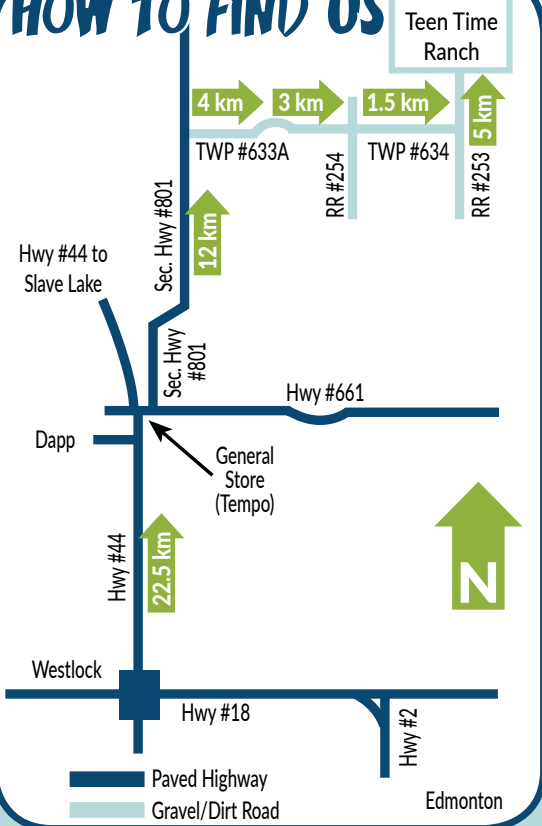 HOW TO FIND US
Teen Time
Ranch
4 km
3 km
1.5 km
5 km
TWP #633A
RR #254
TWP #634
RR #253
Sec. Hwy #801
12 km
Hwy #44 to
Slave Lake
Sec. Hwy
#801
Hwy #661
Dapp
General
Store
(Tempo)
Hwy #44
22.5 km
N
Westlock
Hwy #18
Hwy #2
Paved Highway
Gravel/Dirt Road
Edmonton